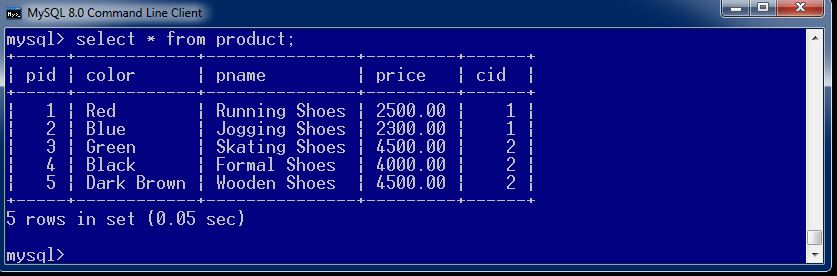 MySQL 8.0 Command Line Client
mysql> select * from product;
+-----+------------+---------------+---------+------+
| pid | color      | pname         | price   | cid  |
+-----+------------+---------------+---------+------+
|   1 | Red        | Running Shoes | 2500.00 |    1 |
|   2 | Blue       | Jogging Shoes | 2300.00 |    1 |
|   3 | Green      | Skating Shoes | 4500.00 |    2 |
|   4 | Black      | Formal Shoes  | 4000.00 |    2 |
|   5 | Dark Brown | Wooden Shoes  | 4500.00 |    2 |
+-----+------------+---------------+---------+------+
5 rows in set (0.05 sec)
mysql>